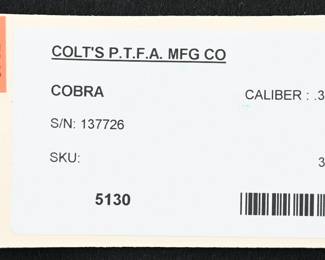 COLT'S P.T.F.A. MFG CO
COBRA
CALIBER : .3
S/N: 137726
SKU:
3
5130